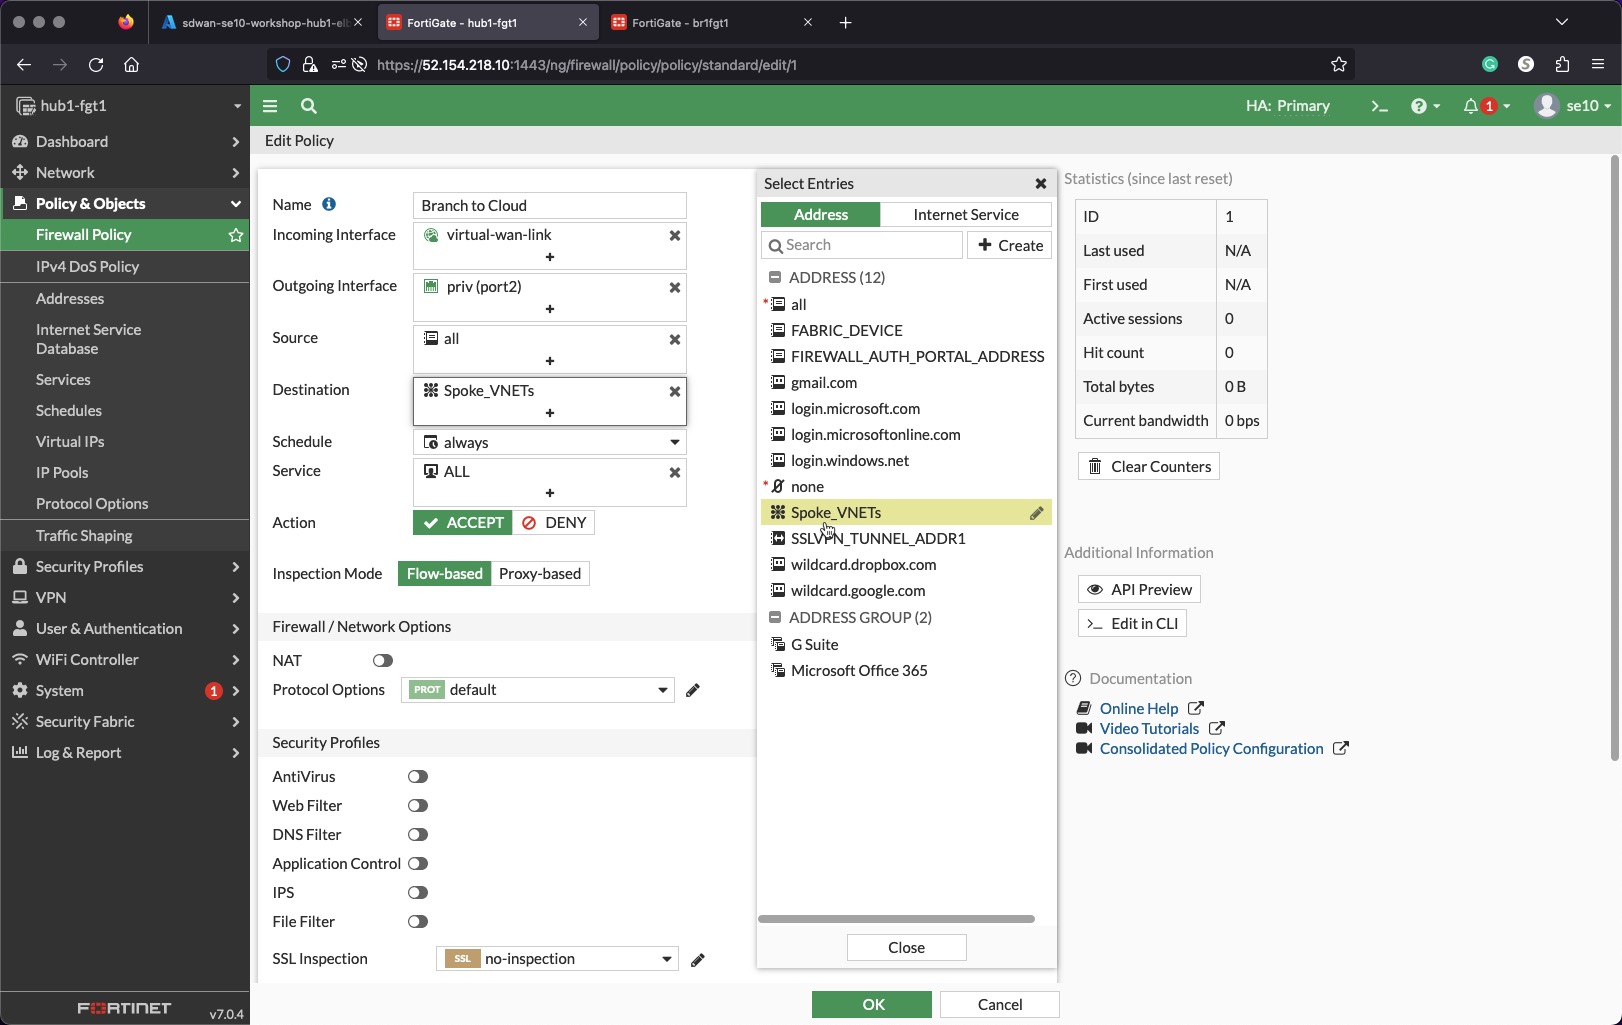 sdwan-se10-workshop-hub1-elb
FortiGate - hub1-fgt1
FortiGate - br1fgt1
https://52.154.218.10:1443/ng/firewall/policy/policy/standard/edit/1
hub1-fgt1
HA: Primary
1
se10
Dashboard
Network
Policy & Objects
Firewall Policy
IPv4 DoS Policy
Addresses
Internet Service
Database
Services
Schedules
Virtual IPs
IP Pools
Protocol Options
Traffic Shaping
Security Profiles
VPN
User & Authentication
WiFi Controller
System 1
Security Fabric
Log & Report
FORTINET v7.0.4
Edit Policy
Name Branch to Cloud
Incoming Interface virtual-wan-link
+
Outgoing Interface priv (port2)
+
Source all
+
Destination Spoke_VNETs
+
Schedule always
Service ALL
+
Action ACCEPT DENY
Inspection Mode Flow-based Proxy-based
Firewall / Network Options
NAT
Protocol Options PROT default
Security Profiles
AntiVirus
Web Filter
DNS Filter
Application Control
IPS
File Filter
SSL Inspection SSL no-inspection
Select Entries
Address Internet Service
Search + Create
ADDRESS (12)
* all
FABRIC_DEVICE
FIREWALL_AUTH_PORTAL_ADDRESS
gmail.com
login.microsoft.com
login.microsoftonline.com
login.windows.net
* none
Spoke_VNETs
SSLVPN_TUNNEL_ADDR1
wildcard.dropbox.com
wildcard.google.com
ADDRESS GROUP (2)
G Suite
Microsoft Office 365
Close
OK Cancel
Statistics (since last reset)
ID 1
Last used N/A
First used N/A
Active sessions 0
Hit count 0
Total bytes 0 B
Current bandwidth 0 bps
Clear Counters
Additional Information
API Preview
>_ Edit in CLI
Documentation
Online Help
Video Tutorials
Consolidated Policy Configuration